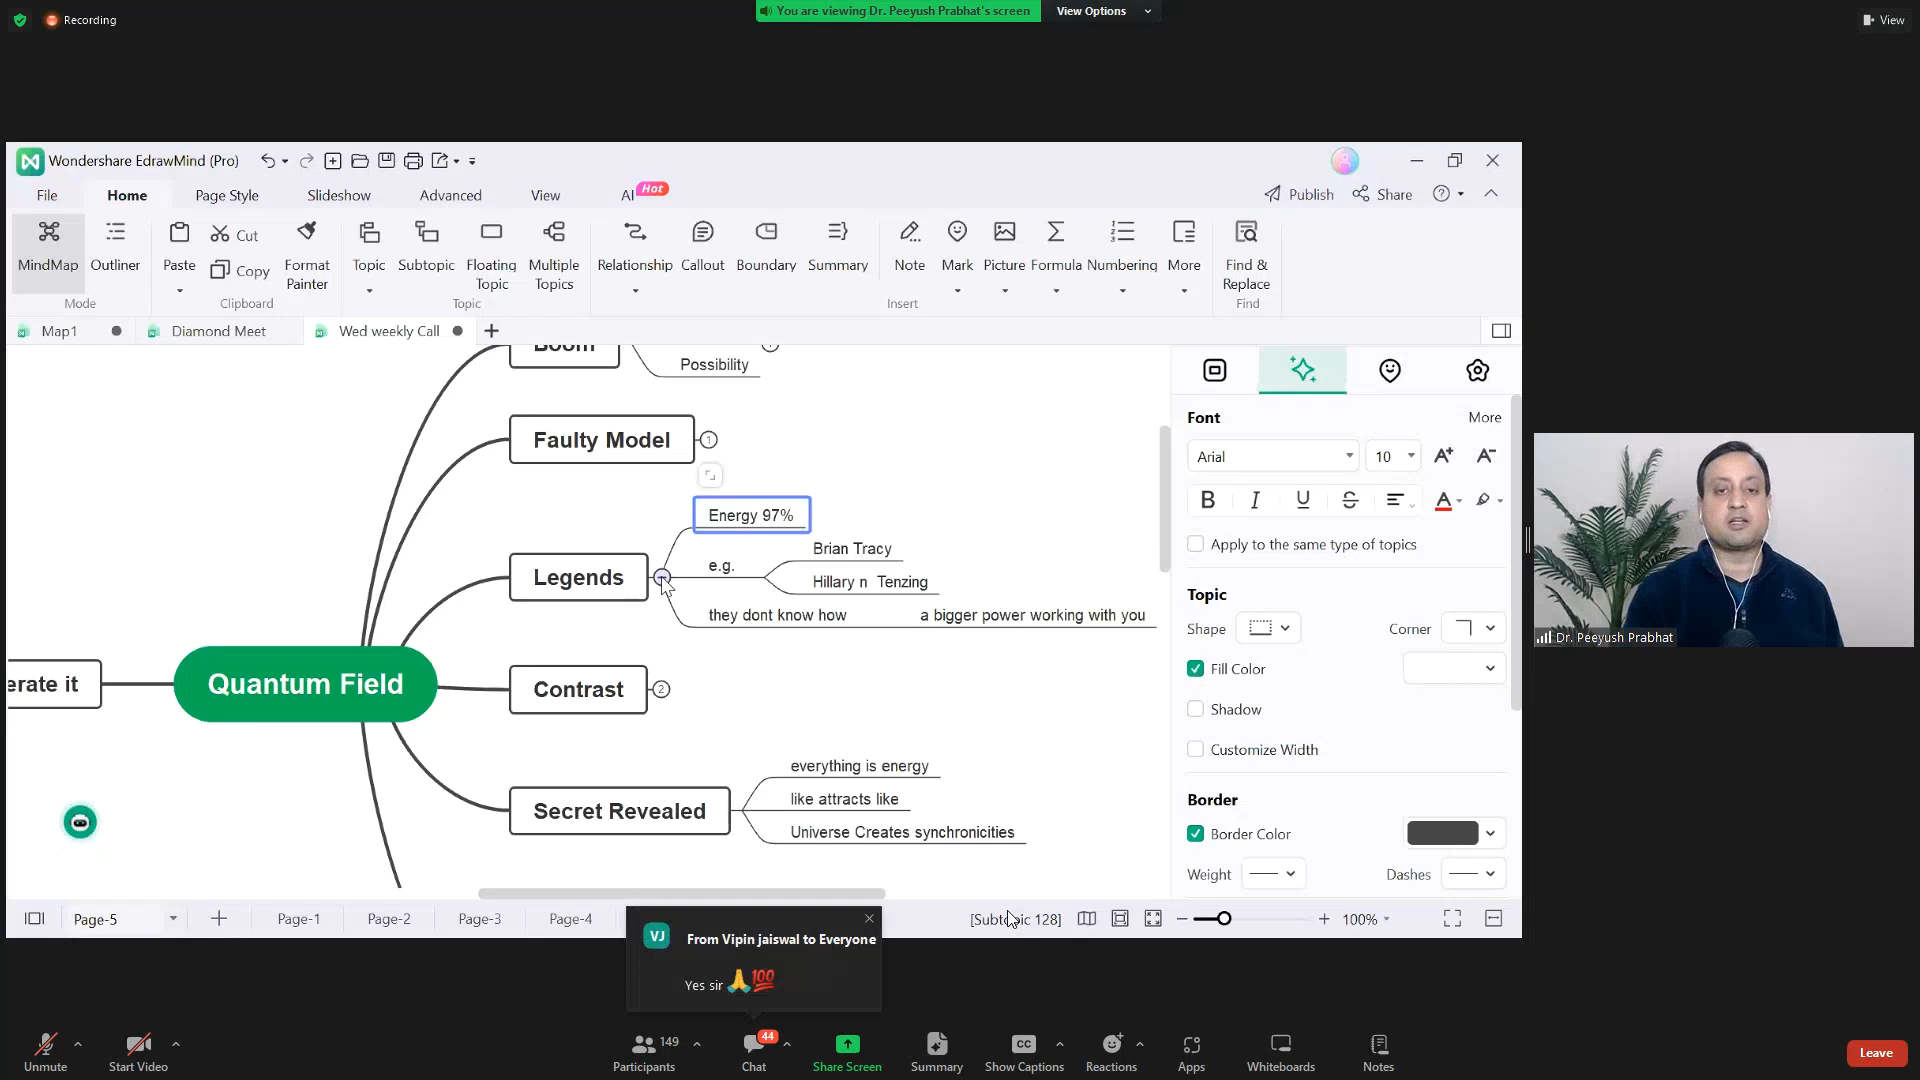 Recording
You are viewing Dr. Peeyush Prabhat's screen
View Options
View
Wondershare EdrawMind (Pro)
File
Home
Page Style
Slideshow
Advanced
View
AI
Hot
Publish
Share
MindMap
Outliner
Mode
Paste
Cut
Copy
Format
Painter
Clipboard
Topic
Subtopic
Floating
Topic
Multiple
Topics
Topic
Relationship
Callout
Boundary
Summary
Note
Mark
Picture
Formula
Numbering
More
Insert
Find &
Replace
Find
Map1
Diamond Meet
Wed weekly Call
Boom
Possibility
Faulty Model
1
Energy 97%
Legends
e.g.
Brian Tracy
Hillary n  Tenzing
they dont know how
a bigger power working with you
erate it
Quantum Field
Contrast
2
Secret Revealed
everything is energy
like attracts like
Universe Creates synchronicities
Font
More
Arial
10
Apply to the same type of topics
Topic
Shape
Corner
Fill Color
Shadow
Customize Width
Border
Border Color
Weight
Dashes
Dr. Peeyush Prabhat
Page-5
Page-1
Page-2
Page-3
Page-4
[Subtopic 128]
100%
VJ
From Vipin jaiswal to Everyone
Yes sir 🙏💯
Unmute
Start Video
149
Participants
44
Chat
Share Screen
Summary
CC
Show Captions
Reactions
Apps
Whiteboards
Notes
Leave